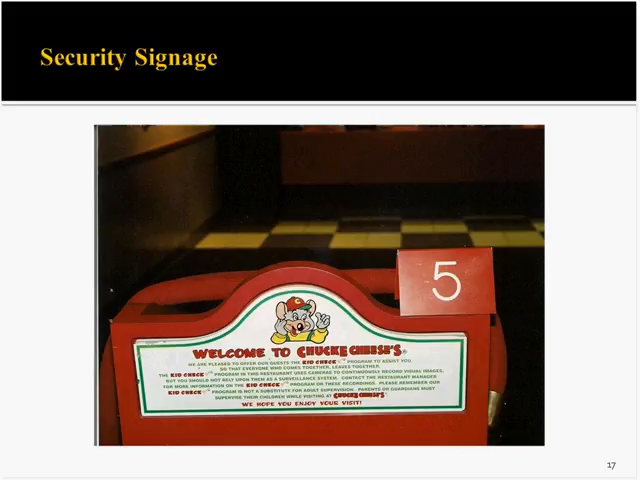 Security Signage
5
WELCOME TO CHUCK E CHEESE'S®
WE ARE PLEASED TO OFFER OUR GUESTS THE KID CHECK PROGRAM TO ASSIST YOU,
SO THAT EVERYONE WHO COMES TOGETHER, LEAVES TOGETHER.
THE KID CHECK PROGRAM IN THIS RESTAURANT USES CAMERAS TO CONTINUOUSLY RECORD VISUAL IMAGES,
BUT YOU SHOULD NOT RELY UPON THEM AS A SURVEILLANCE SYSTEM. CONTACT THE RESTAURANT MANAGER
FOR MORE INFORMATION ON THE KID CHECK PROGRAM OR THESE RECORDINGS. PLEASE REMEMBER OUR
KID CHECK PROGRAM IS NOT A SUBSTITUTE FOR ADULT SUPERVISION. PARENTS OR GUARDIANS MUST
SUPERVISE THEIR CHILDREN WHILE VISITING AT CHUCK E CHEESE'S
WE HOPE YOU ENJOY YOUR VISIT!
17